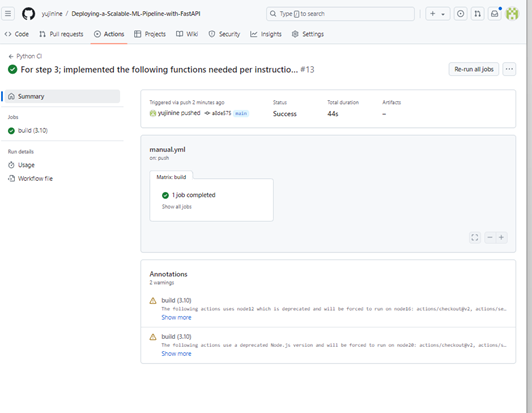 yujinine / Deploying-a-Scalable-ML-Pipeline-with-FastAPI
Type / to search
Code Pull requests Actions Projects Wiki Security Insights Settings
Python CI
For step 3; implemented the following functions needed per instructio... #13
Re-run all jobs
Summary
Jobs
build (3.10)
Run details
Usage
Workflow file
Triggered via push 2 minutes ago
yujinine pushed
main
Status
Success
Total duration
44s
Artifacts
–
manual.yml
on: push
Matrix: build
1 job completed
Show all jobs
Annotations
2 warnings
build (3.10)
The following actions uses node12 which is deprecated and will be forced to run on node16: actions/checkout@v2, actions/se...
Show more
build (3.10)
The following actions use a deprecated Node.js version and will be forced to run on node20: actions/checkout@v2, actions/s...
Show more